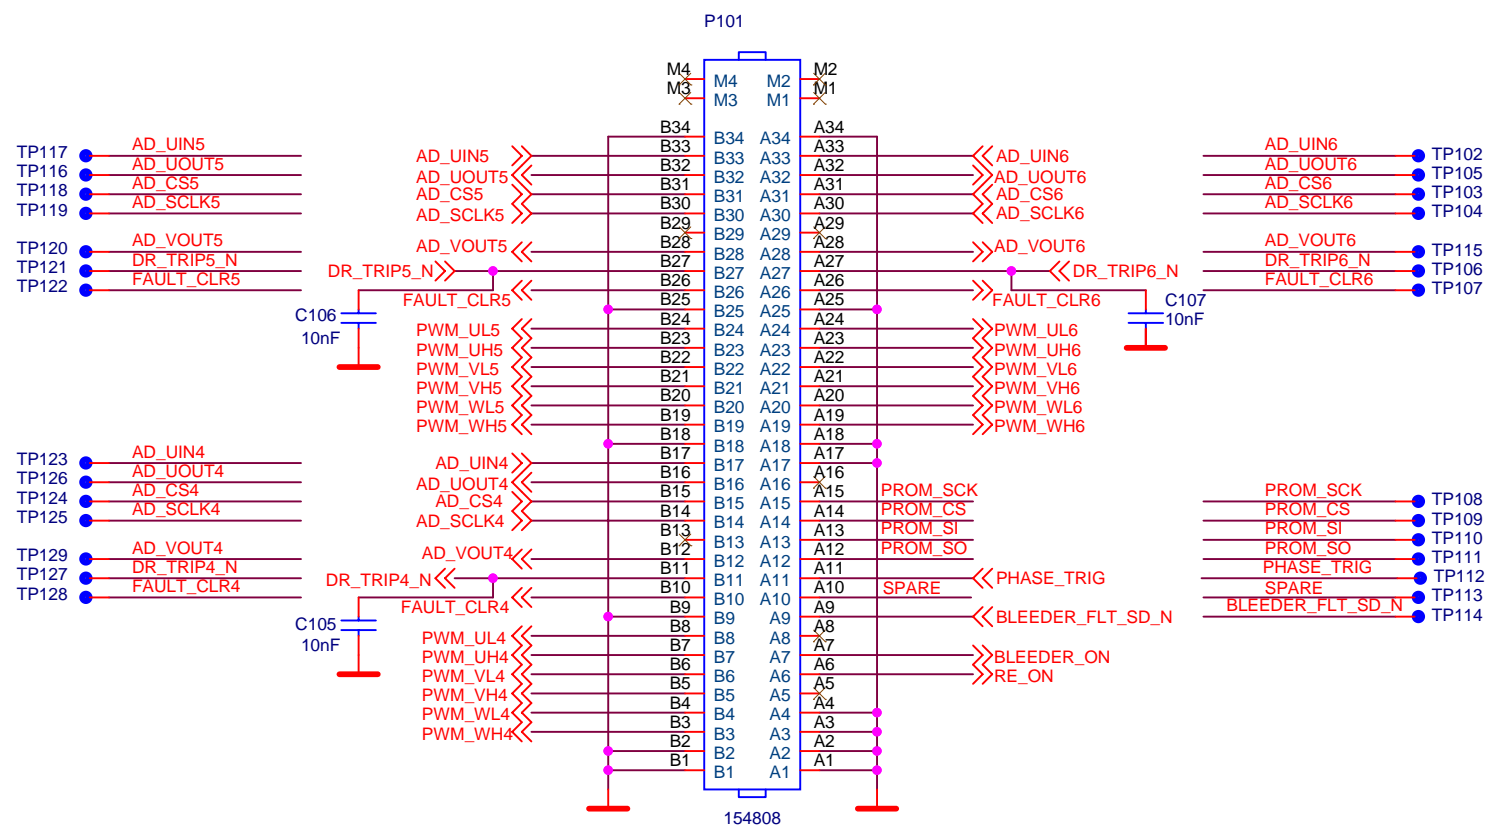 P101
M4 M4 M2 M2
M3 M3 M1 M1
B34 B34 A34 A34
TP117 AD_UIN5 AD_UIN5 B33 B33 A33 A33 AD_UIN6 AD_UIN6 TP102
TP116 AD_UOUT5 AD_UOUT5 B32 B32 A32 A32 AD_UOUT6 AD_UOUT6 TP105
TP118 AD_CS5 AD_CS5 B31 B31 A31 A31 AD_CS6 AD_CS6 TP103
TP119 AD_SCLK5 AD_SCLK5 B30 B30 A30 A30 AD_SCLK6 AD_SCLK6 TP104
B29 B29 A29 A29
TP120 AD_VOUT5 AD_VOUT5 B28 B28 A28 A28 AD_VOUT6 AD_VOUT6 TP115
TP121 DR_TRIP5_N DR_TRIP5_N B27 B27 A27 A27 DR_TRIP6_N DR_TRIP6_N TP106
TP122 FAULT_CLR5 FAULT_CLR5 B26 B26 A26 A26 FAULT_CLR6 FAULT_CLR6 TP107
C106 B25 B25 A25 A25 C107
10nF PWM_UL5 B24 B24 A24 A24 PWM_UL6 10nF
PWM_UH5 B23 B23 A23 A23 PWM_UH6
PWM_VL5 B22 B22 A22 A22 PWM_VL6
PWM_VH5 B21 B21 A21 A21 PWM_VH6
PWM_WL5 B20 B20 A20 A20 PWM_WL6
PWM_WH5 B19 B19 A19 A19 PWM_WH6
B18 B18 A18 A18
TP123 AD_UIN4 AD_UIN4 B17 B17 A17 A17
TP126 AD_UOUT4 AD_UOUT4 B16 B16 A16 A16
TP124 AD_CS4 AD_CS4 B15 B15 A15 A15 PROM_SCK PROM_SCK TP108
TP125 AD_SCLK4 AD_SCLK4 B14 B14 A14 A14 PROM_CS PROM_CS TP109
B13 B13 A13 A13 PROM_SI PROM_SI TP110
TP129 AD_VOUT4 AD_VOUT4 B12 B12 A12 A12 PROM_SO PROM_SO TP111
TP127 DR_TRIP4_N DR_TRIP4_N B11 B11 A11 A11 PHASE_TRIG PHASE_TRIG TP112
TP128 FAULT_CLR4 FAULT_CLR4 B10 B10 A10 A10 SPARE SPARE TP113
C105 B9 B9 A9 A9 BLEEDER_FLT_SD_N BLEEDER_FLT_SD_N TP114
10nF PWM_UL4 B8 B8 A8 A8
PWM_UH4 B7 B7 A7 A7 BLEEDER_ON
PWM_VL4 B6 B6 A6 A6 RE_ON
PWM_VH4 B5 B5 A5 A5
PWM_WL4 B4 B4 A4 A4
PWM_WH4 B3 B3 A3 A3
B2 B2 A2 A2
B1 B1 A1 A1
154808